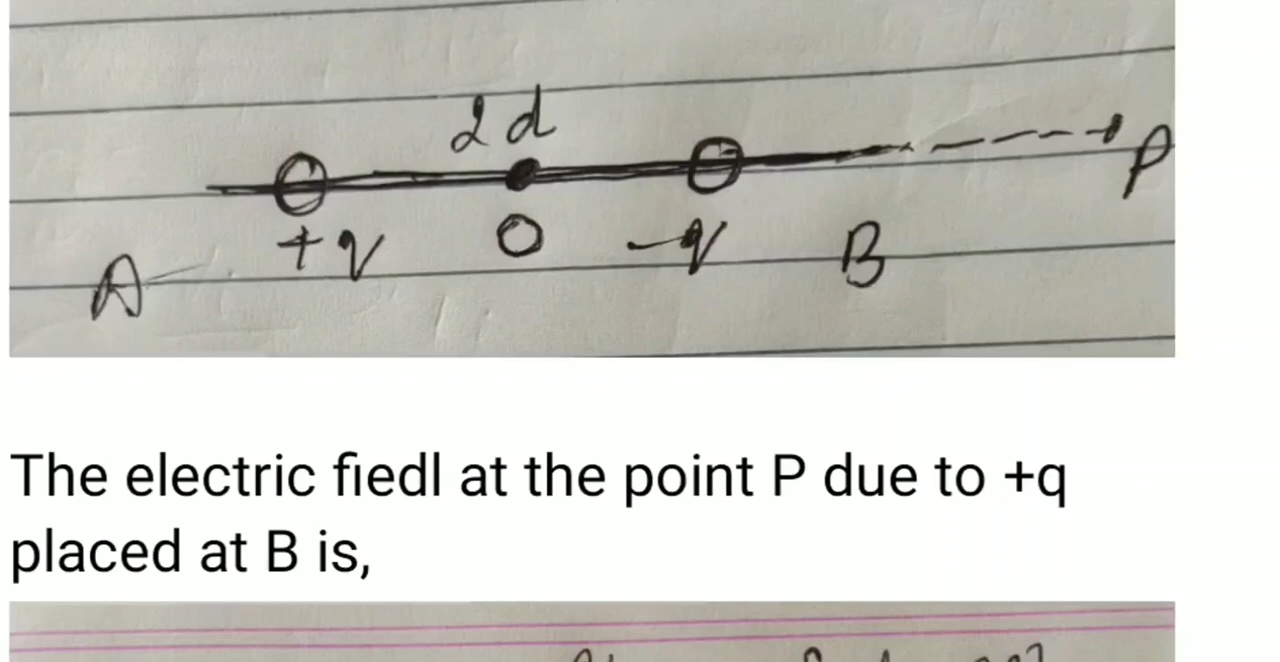 2d
P
+q
O
-q
B
A
The electric fiedl at the point P due to +q
placed at B is,